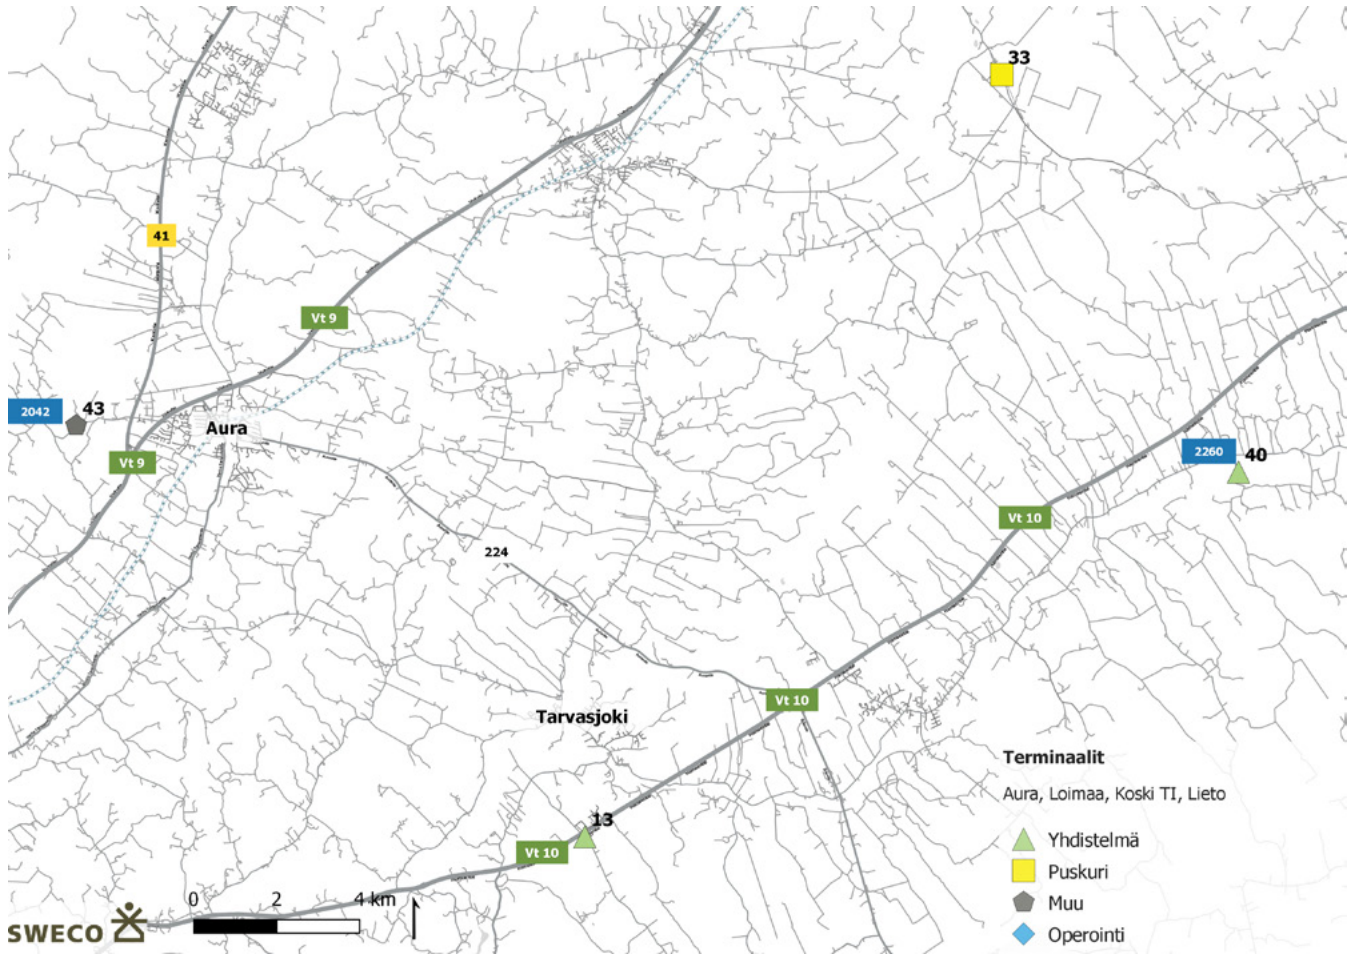 33
41
Vt 9
2042
43
Aura
Vt 9
2260
40
Vt 10
224
Vt 10
Tarvasjoki
13
Vt 10
Terminaalit
Aura, Loimaa, Koski TI, Lieto
Yhdistelmä
Puskuri
Muu
Operointi
0 2 4 km
SWECO